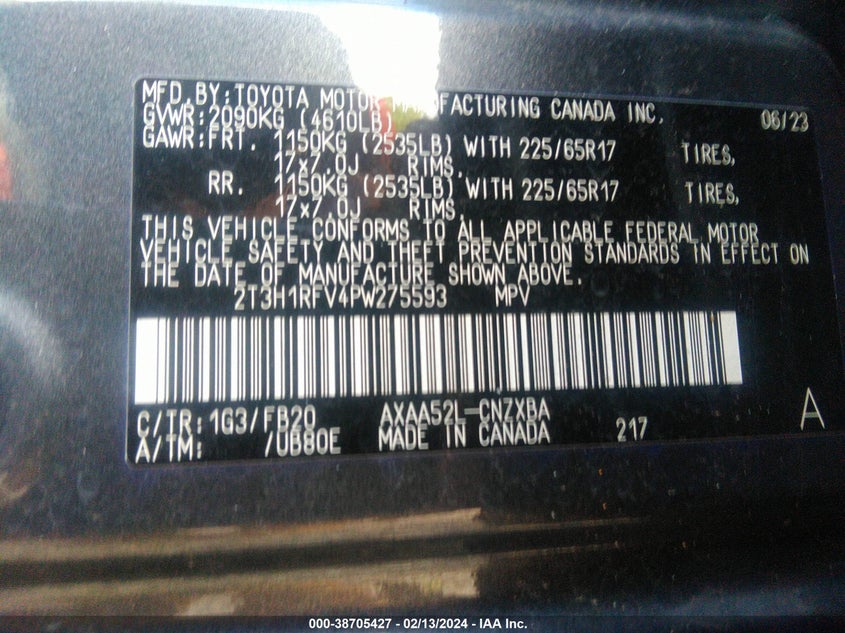 MFD.BY:TOYOTA MOTOR MANUFACTURING CANADA INC. 06/23
GVWR:2090KG (4610LB)
GAWR:FRT. 1150KG (2535LB) WITH 225/65R17 TIRES,
17x7.0J RIMS,
RR. 1150KG (2535LB) WITH 225/65R17 TIRES,
17x7.0J RIMS,
THIS VEHICLE CONFORMS TO ALL APPLICABLE FEDERAL MOTOR
VEHICLE SAFETY AND THEFT PREVENTION STANDARDS IN EFFECT ON
THE DATE OF MANUFACTURE SHOWN ABOVE.
2T3H1RFV4PW275593 MPV
C/TR:1G3/FB20 AXAA52L-CNZXBA A
A/TM: /UB80E MADE IN CANADA 217
000-38705427 - 02/13/2024 - IAA Inc.